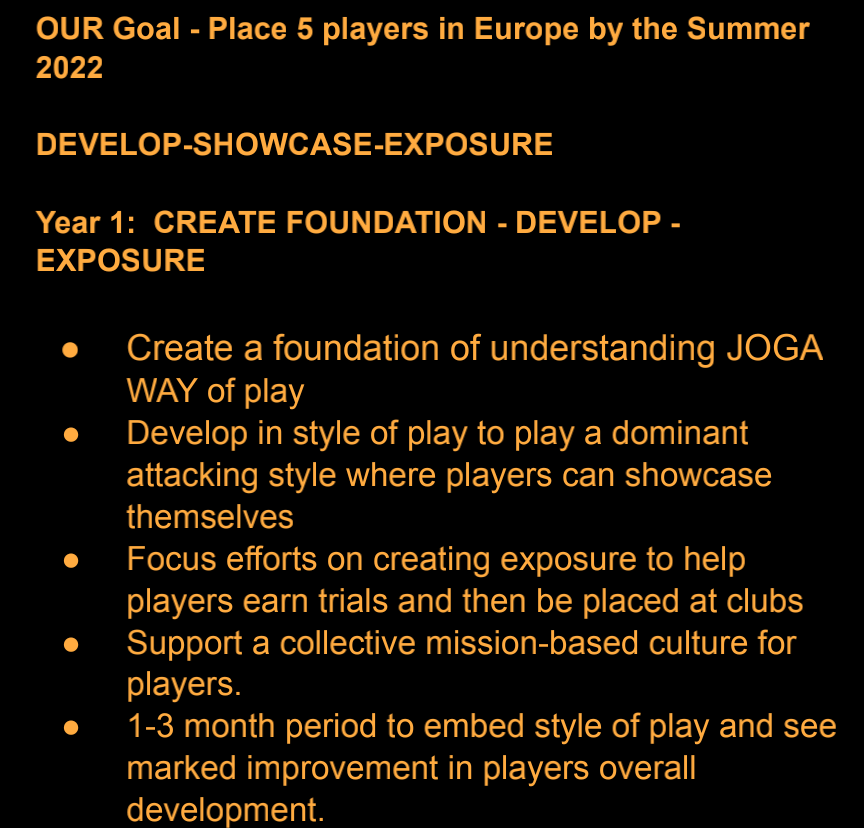 OUR Goal - Place 5 players in Europe by the Summer
2022
DEVELOP-SHOWCASE-EXPOSURE
Year 1:  CREATE FOUNDATION - DEVELOP -
EXPOSURE
● Create a foundation of understanding JOGA
WAY of play
● Develop in style of play to play a dominant
attacking style where players can showcase
themselves
● Focus efforts on creating exposure to help
players earn trials and then be placed at clubs
● Support a collective mission-based culture for
players.
● 1-3 month period to embed style of play and see
marked improvement in players overall
development.